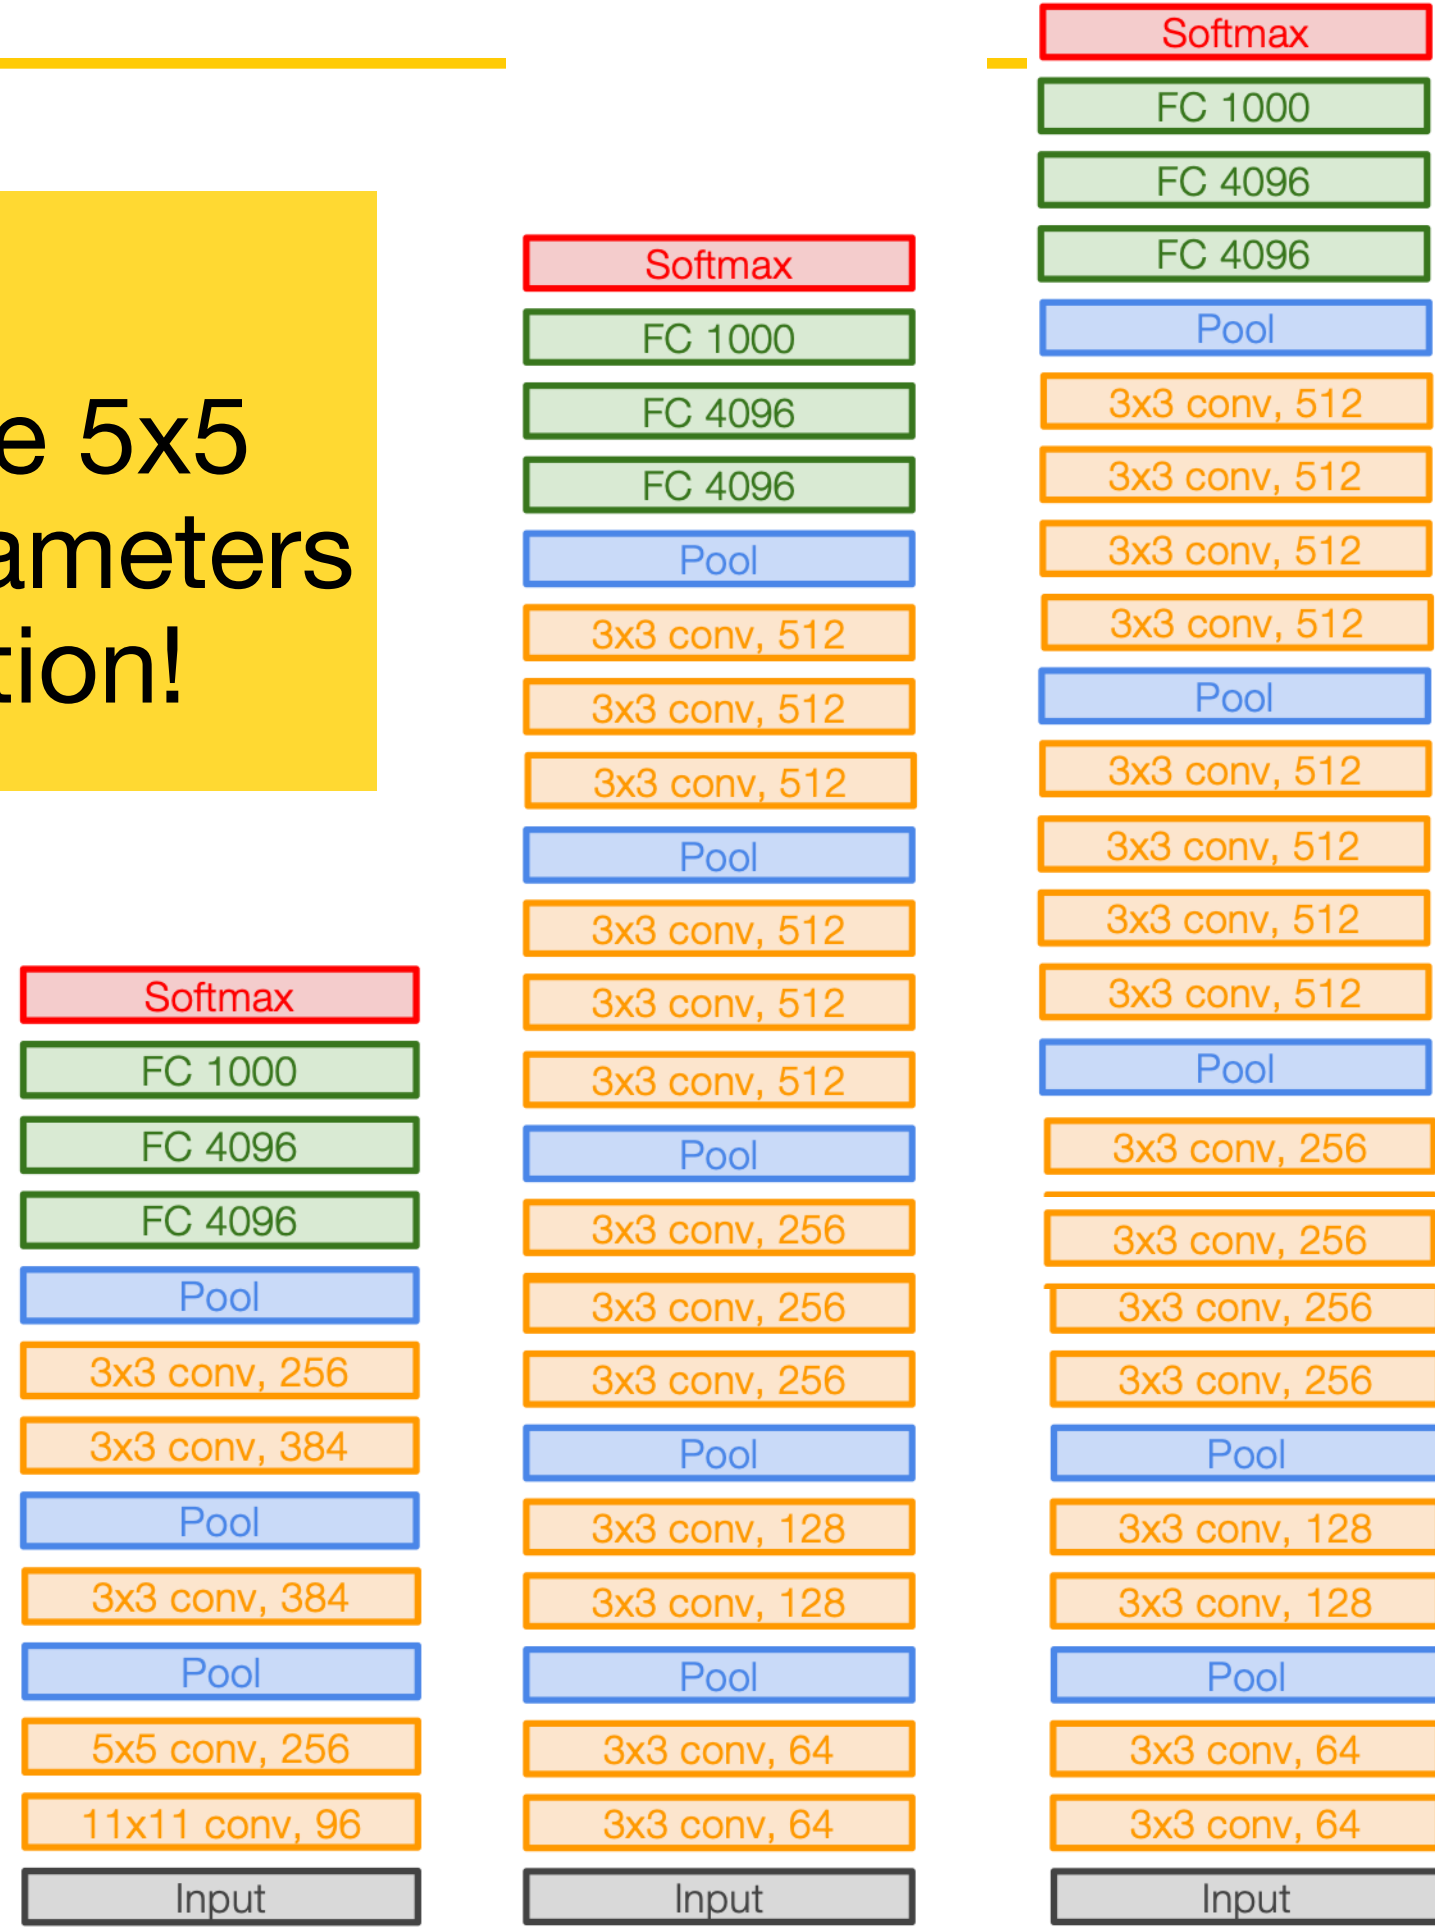 e 5x5
ameters
tion!
Softmax
FC 1000
FC 4096
FC 4096
Pool
3x3 conv, 256
3x3 conv, 384
Pool
3x3 conv, 384
Pool
5x5 conv, 256
11x11 conv, 96
Input
Softmax
FC 1000
FC 4096
FC 4096
Pool
3x3 conv, 512
3x3 conv, 512
3x3 conv, 512
Pool
3x3 conv, 512
3x3 conv, 512
3x3 conv, 512
Pool
3x3 conv, 256
3x3 conv, 256
3x3 conv, 256
Pool
3x3 conv, 128
3x3 conv, 128
Pool
3x3 conv, 64
3x3 conv, 64
Input
Softmax
FC 1000
FC 4096
FC 4096
Pool
3x3 conv, 512
3x3 conv, 512
3x3 conv, 512
3x3 conv, 512
Pool
3x3 conv, 512
3x3 conv, 512
3x3 conv, 512
3x3 conv, 512
Pool
3x3 conv, 256
3x3 conv, 256
3x3 conv, 256
3x3 conv, 256
Pool
3x3 conv, 128
3x3 conv, 128
Pool
3x3 conv, 64
3x3 conv, 64
Input